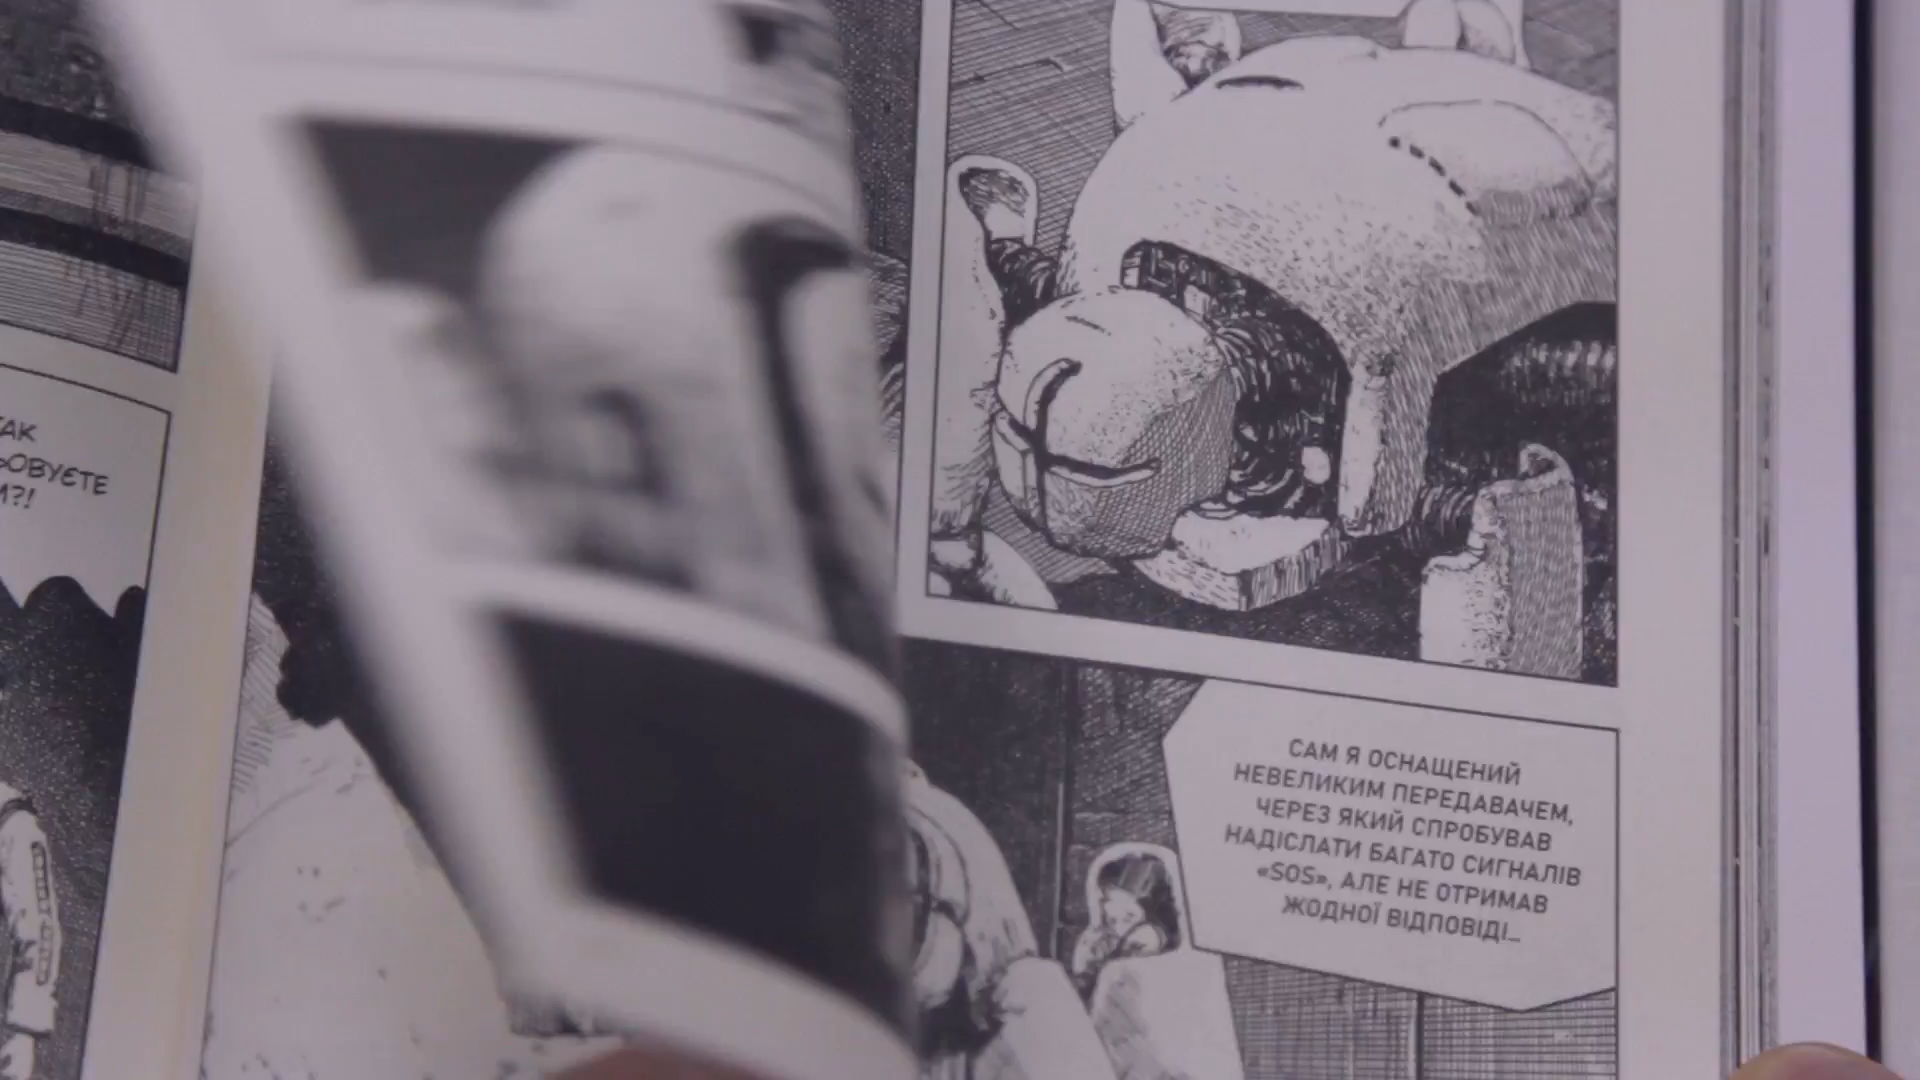 САМ Я ОСНАЩЕНИЙ
НЕВЕЛИКИМ ПЕРЕДАВАЧЕМ,
ЧЕРЕЗ ЯКИЙ СПРОБУВАВ
НАДІСЛАТИ БАГАТО СИГНАЛІВ
«SOS», АЛЕ НЕ ОТРИМАВ
ЖОДНОЇ ВІДПОВІДІ...